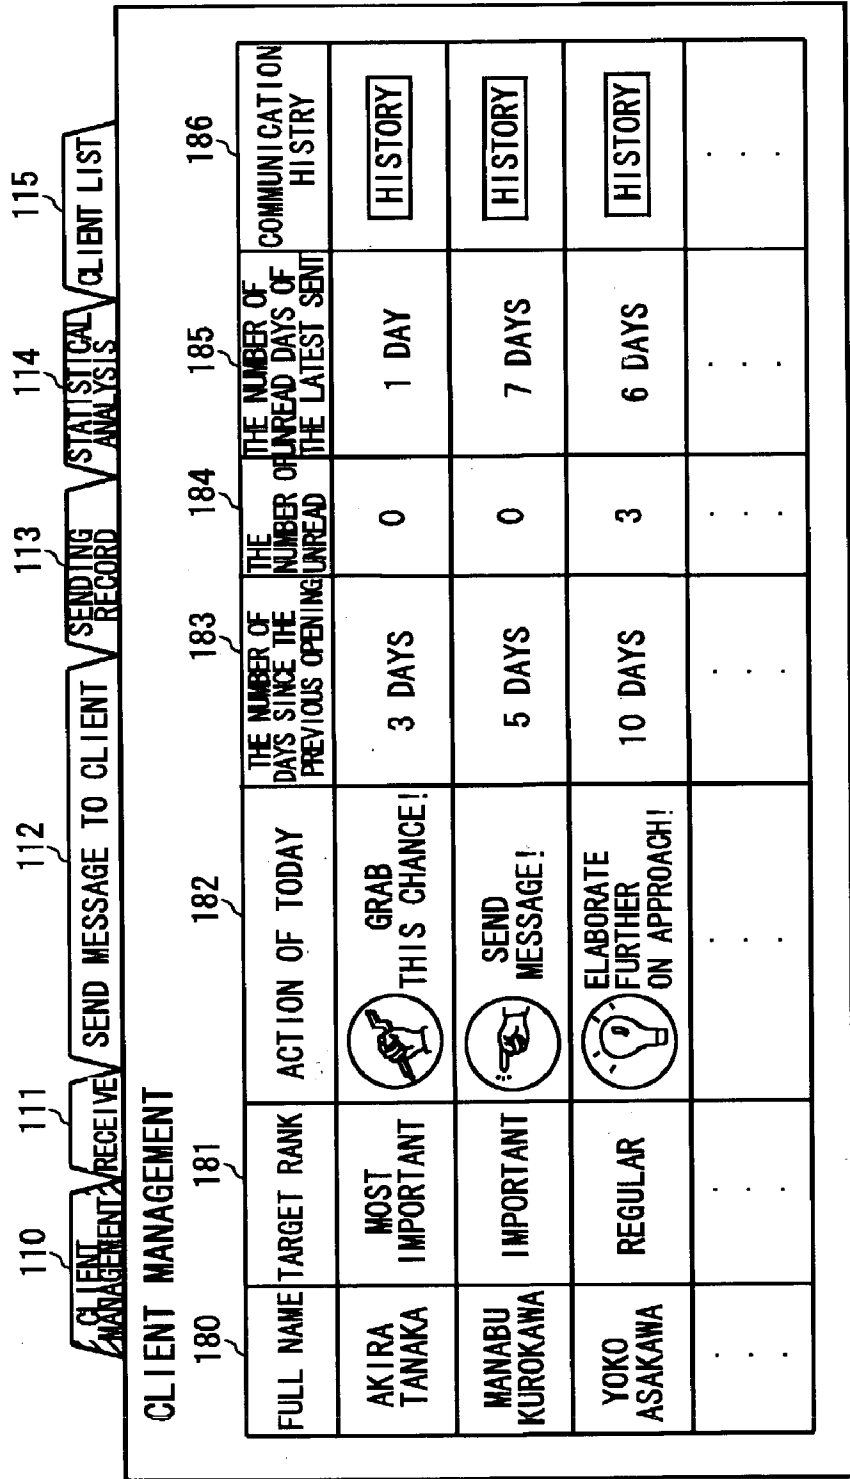 110
111
112
113
114
115
CLIENT
MANAGEMENT
RECEIVE
SEND MESSAGE TO CLIENT
SENDING
RECORD
STATISTICAL
ANALYSIS
CLIENT LIST
CLIENT MANAGEMENT
180
181
182
183
184
185
186
FULL NAME
TARGET RANK
ACTION OF TODAY
THE NUMBER OF
DAYS SINCE THE
PREVIOUS OPENING
THE
NUMBER OF
UNREAD
THE NUMBER OF
UNREAD DAYS OF
THE LATEST SENT
COMMUNICATION
HISTRY
AKIRA
TANAKA
MOST
IMPORTANT
GRAB
THIS CHANCE!
3 DAYS
0
1 DAY
HISTORY
MANABU
KUROKAWA
IMPORTANT
SEND
MESSAGE!
5 DAYS
0
7 DAYS
HISTORY
YOKO
ASAKAWA
REGULAR
ELABORATE
FURTHER
ON APPROACH!
10 DAYS
3
6 DAYS
HISTORY
. . .
. . .
. . .
. . .
. . .
. . .
. . .